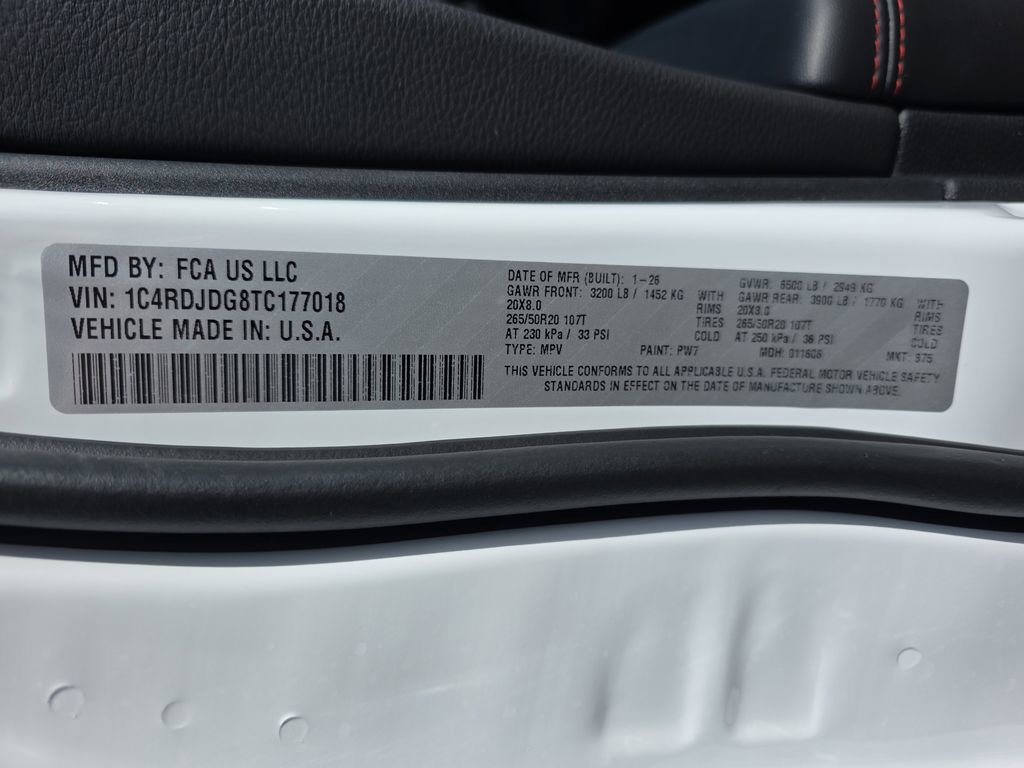 MFD BY: FCA US LLC
VIN: 1C4RDJDG8TC177018
VEHICLE MADE IN: U.S.A.
DATE OF MFR (BUILT): 1-26 GVWR: 6500 LB / 2949 KG
GAWR FRONT: 3200 LB / 1452 KG WITH GAWR REAR: 3900 LB / 1770 KG WITH
20X8.0 RIMS 20X8.0 RIMS
265/50R20 107T TIRES 265/50R20 107T TIRES
AT 230 kPa / 33 PSI COLD AT 250 kPa / 36 PSI COLD
TYPE: MPV PAINT: PW7 MDH: MKT:
THIS VEHICLE CONFORMS TO ALL APPLICABLE U.S.A. FEDERAL MOTOR VEHICLE SAFETY
STANDARDS IN EFFECT ON THE DATE OF MANUFACTURE SHOWN ABOVE.